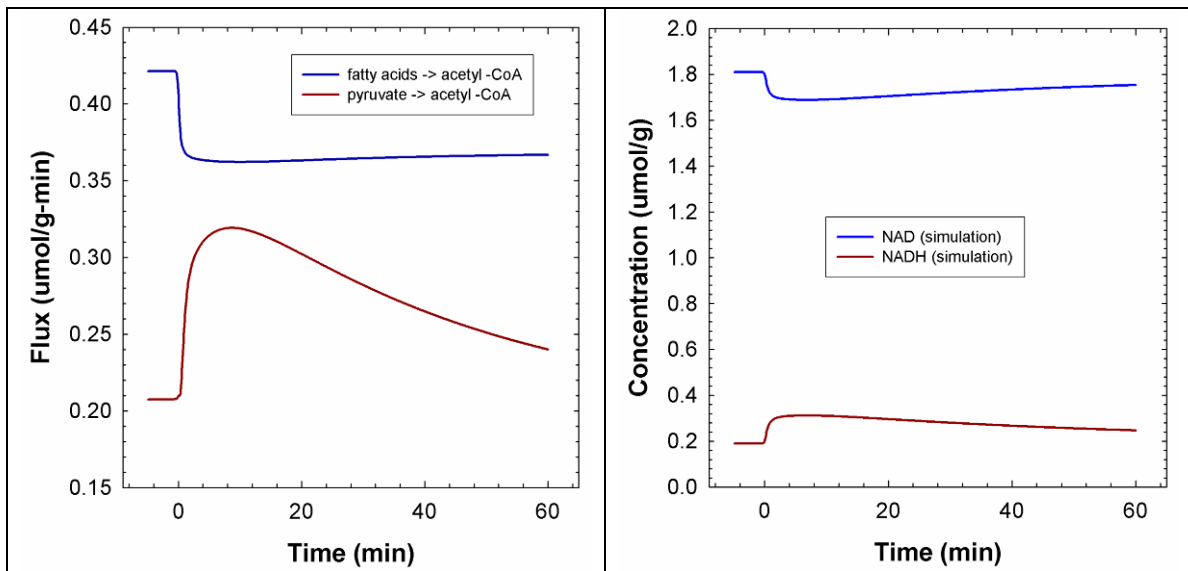 0.45
0.40
0.35
0.30
0.25
0.20
0.15
Flux (umol/g-min)
fatty acids -> acetyl -CoA
pyruvate -> acetyl -CoA
0 20 40 60
Time (min)
2.0
1.8
1.6
1.4
1.2
1.0
0.8
0.6
0.4
0.2
0.0
Concentration (umol/g)
NAD (simulation)
NADH (simulation)
0 20 40 60
Time (min)